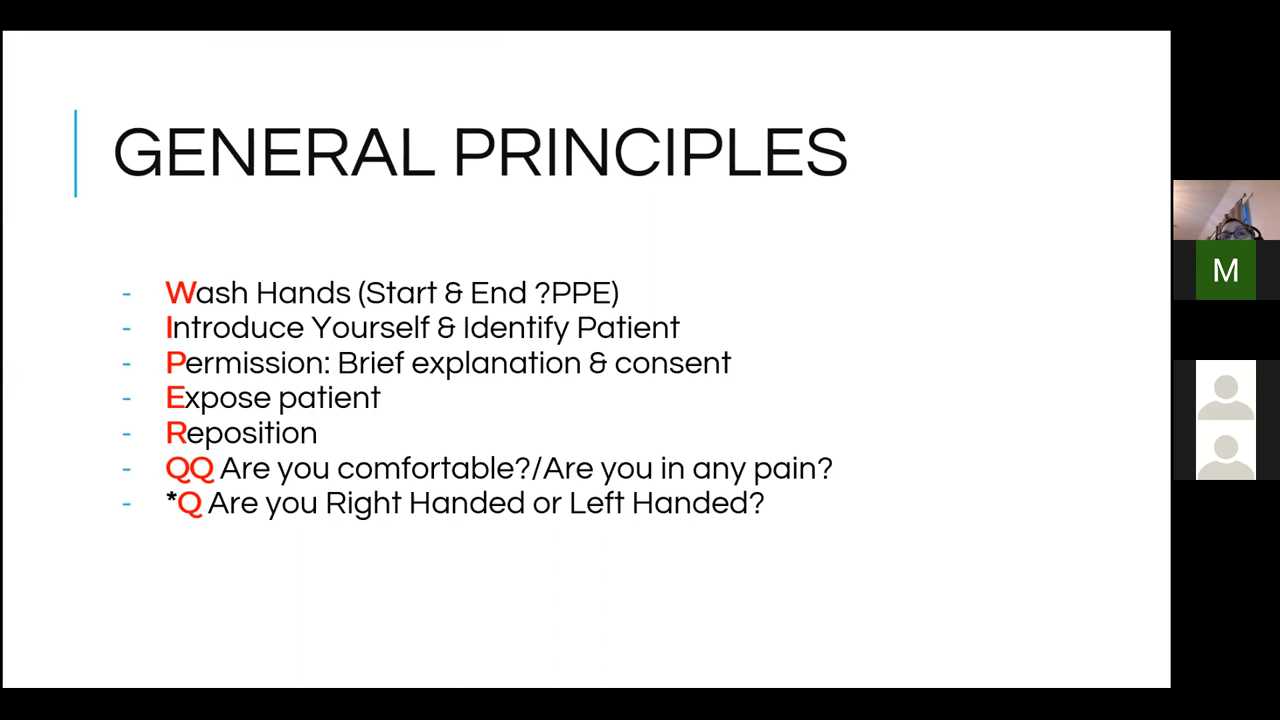 GENERAL PRINCIPLES
- Wash Hands (Start & End ?PPE)
- Introduce Yourself & Identify Patient
- Permission: Brief explanation & consent
- Expose patient
- Reposition
- QQ Are you comfortable?/Are you in any pain?
- *Q Are you Right Handed or Left Handed?
M